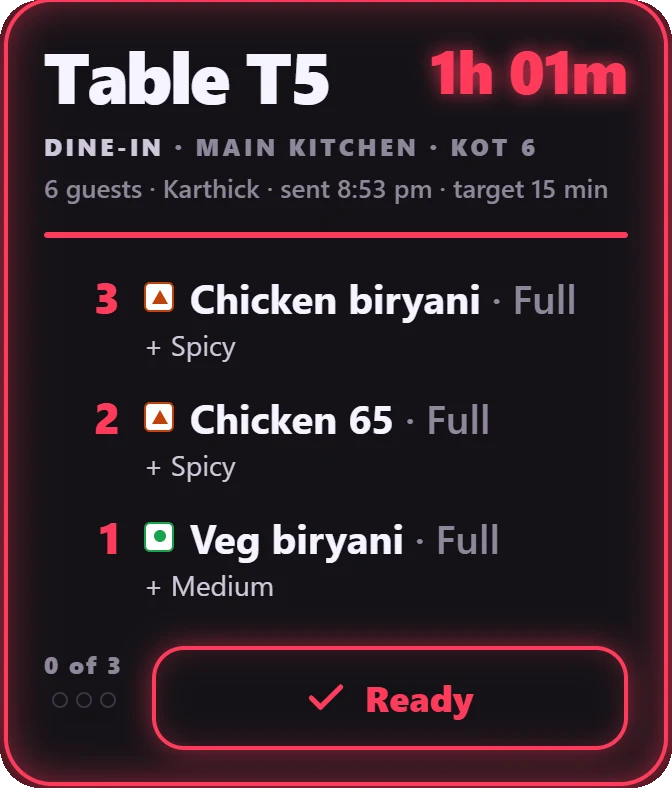 Table T5
1h 01m
DINE-IN · MAIN KITCHEN · KOT 6
6 guests · Karthick · sent 8:53 pm · target 15 min
3 Chicken biryani · Full
+ Spicy
2 Chicken 65 · Full
+ Spicy
1 Veg biryani · Full
+ Medium
0 of 3
Ready